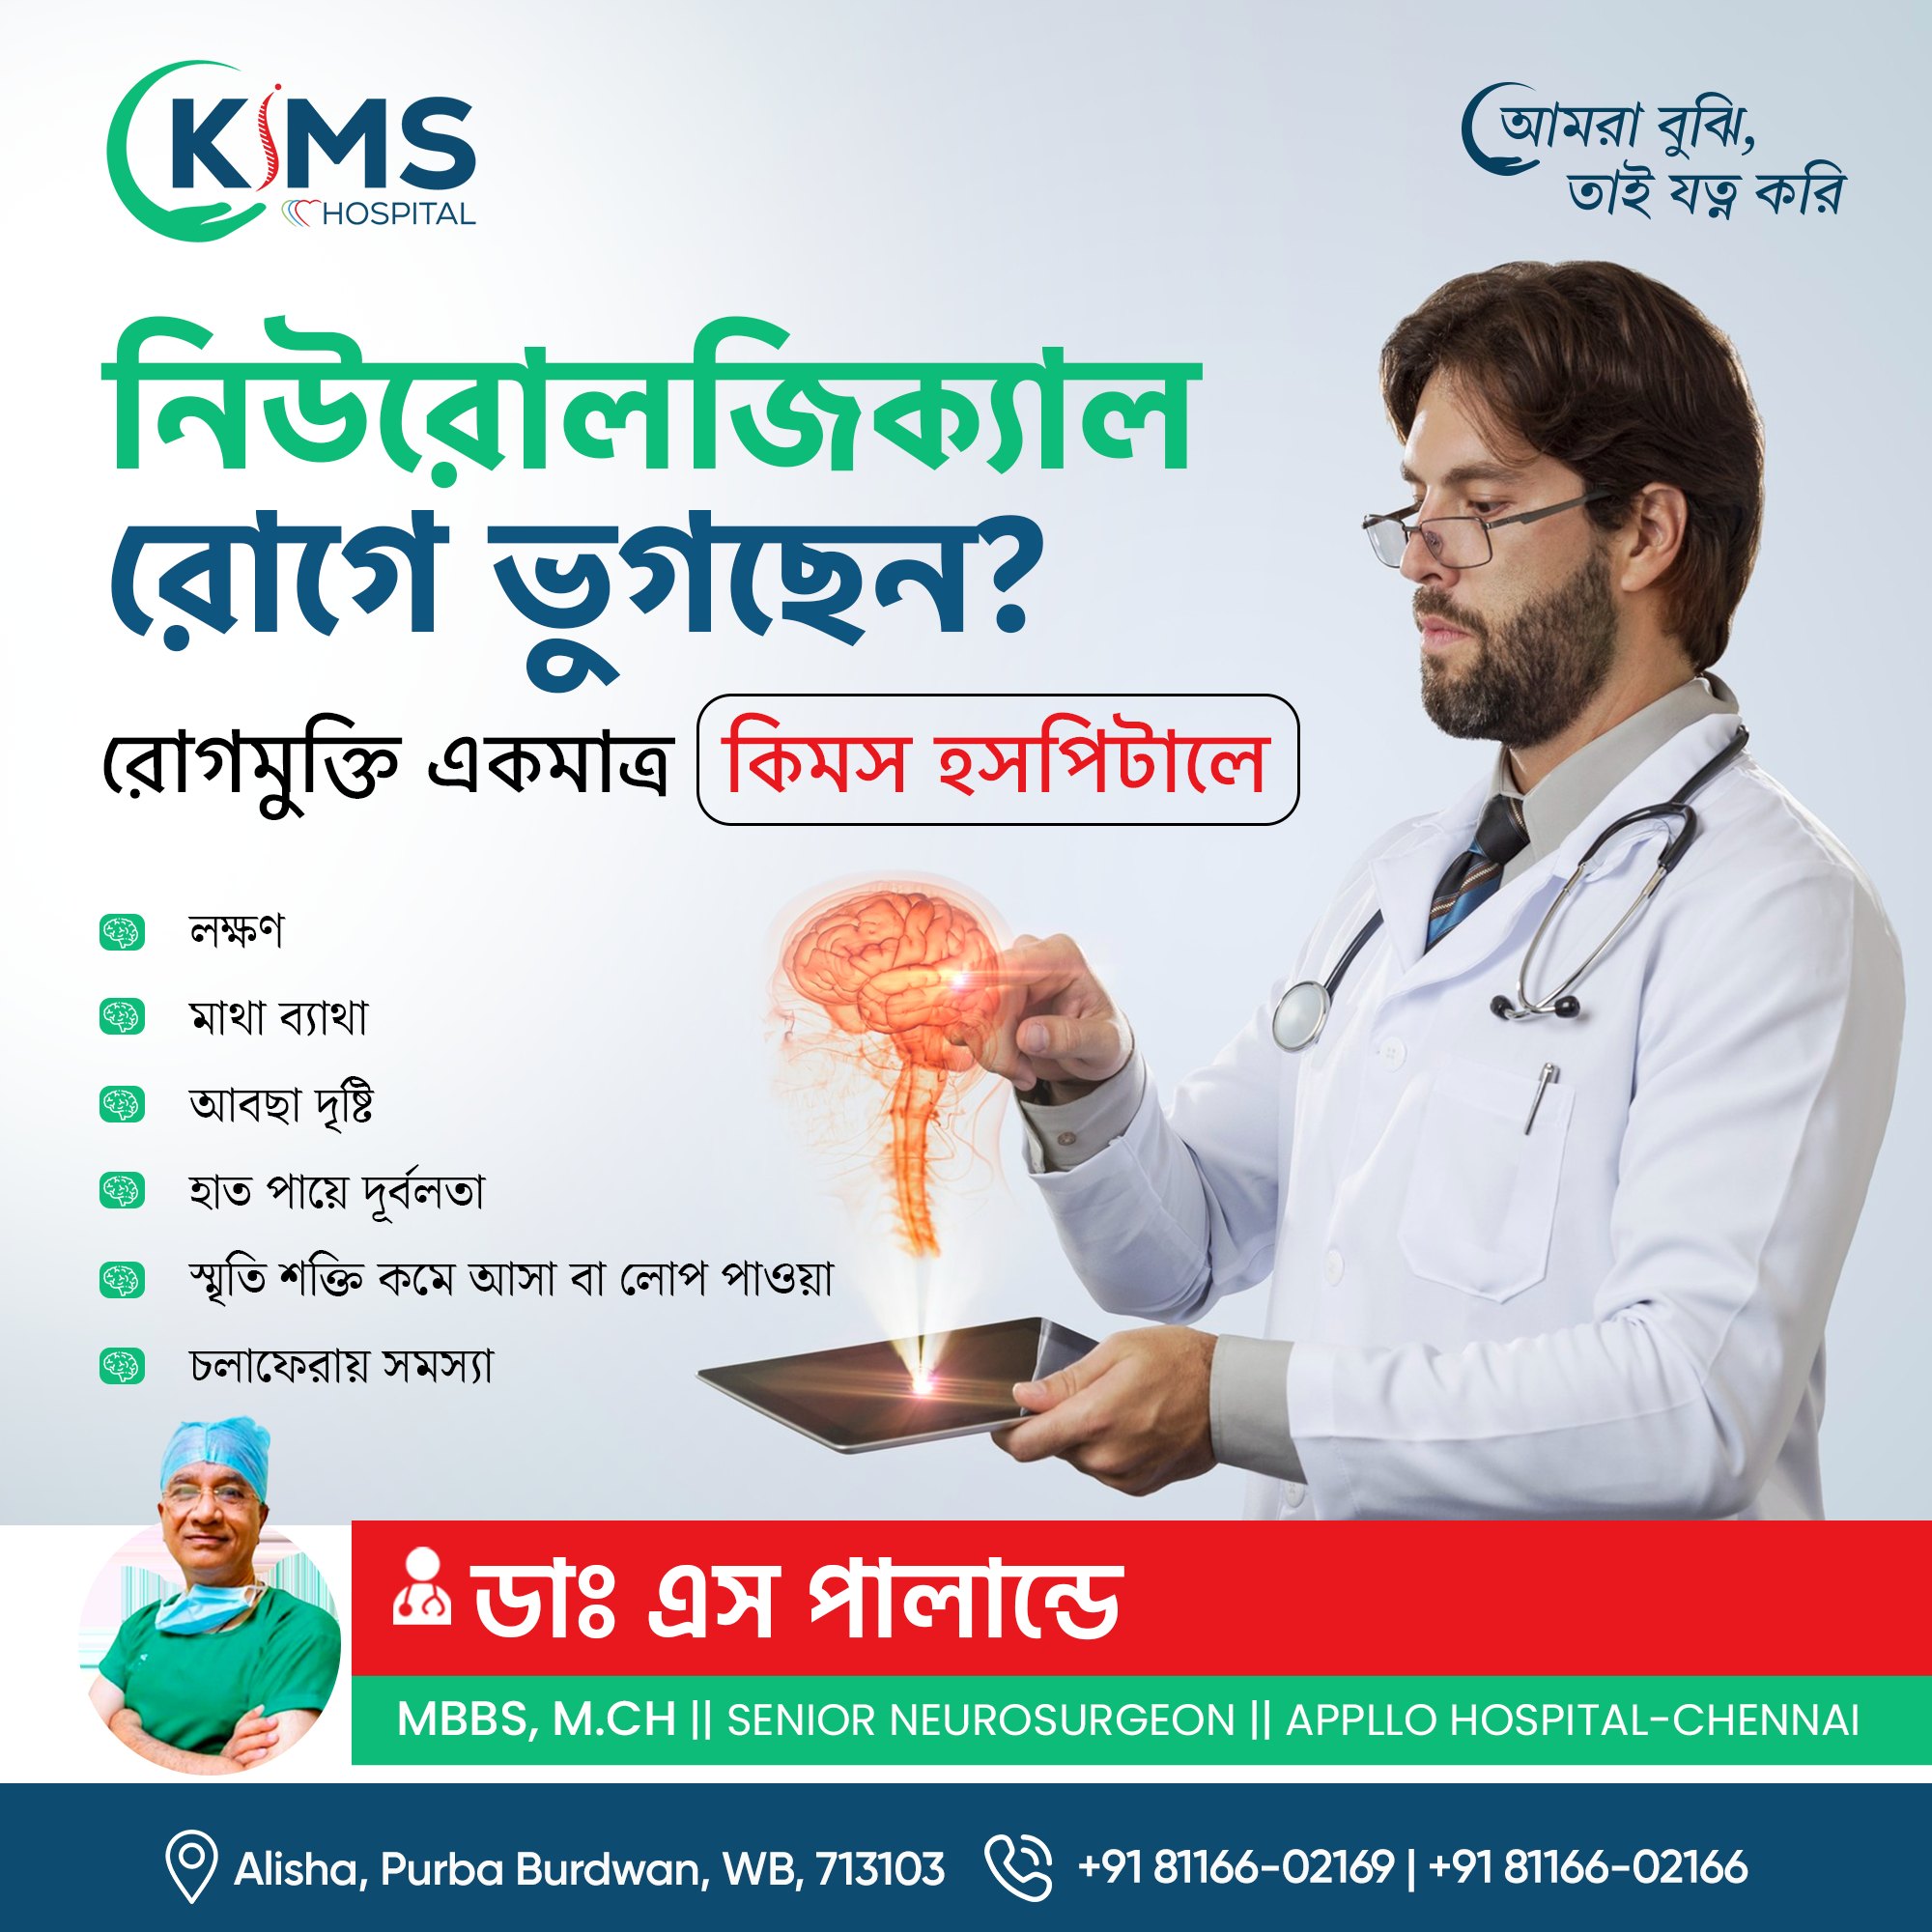 KIMS
HOSPITAL
আমরা বুঝি,
তাই যত্ন করি
নিউরোলজিক্যাল
রোগে ভুগছেন?
রোগমুক্তি একমাত্র কিমস হসপিটালে
লক্ষণ
মাথা ব্যাথা
আবছা দৃষ্টি
হাত পায়ে দূর্বলতা
স্মৃতি শক্তি কমে আসা বা লোপ পাওয়া
চলাফেরায় সমস্যা
ডাঃ এস পালান্ডে
MBBS, M.CH || SENIOR NEUROSURGEON || APPLLO HOSPITAL-CHENNAI
Alisha, Purba Burdwan, WB, 713103 +91 81166-02169 | +91 81166-02166